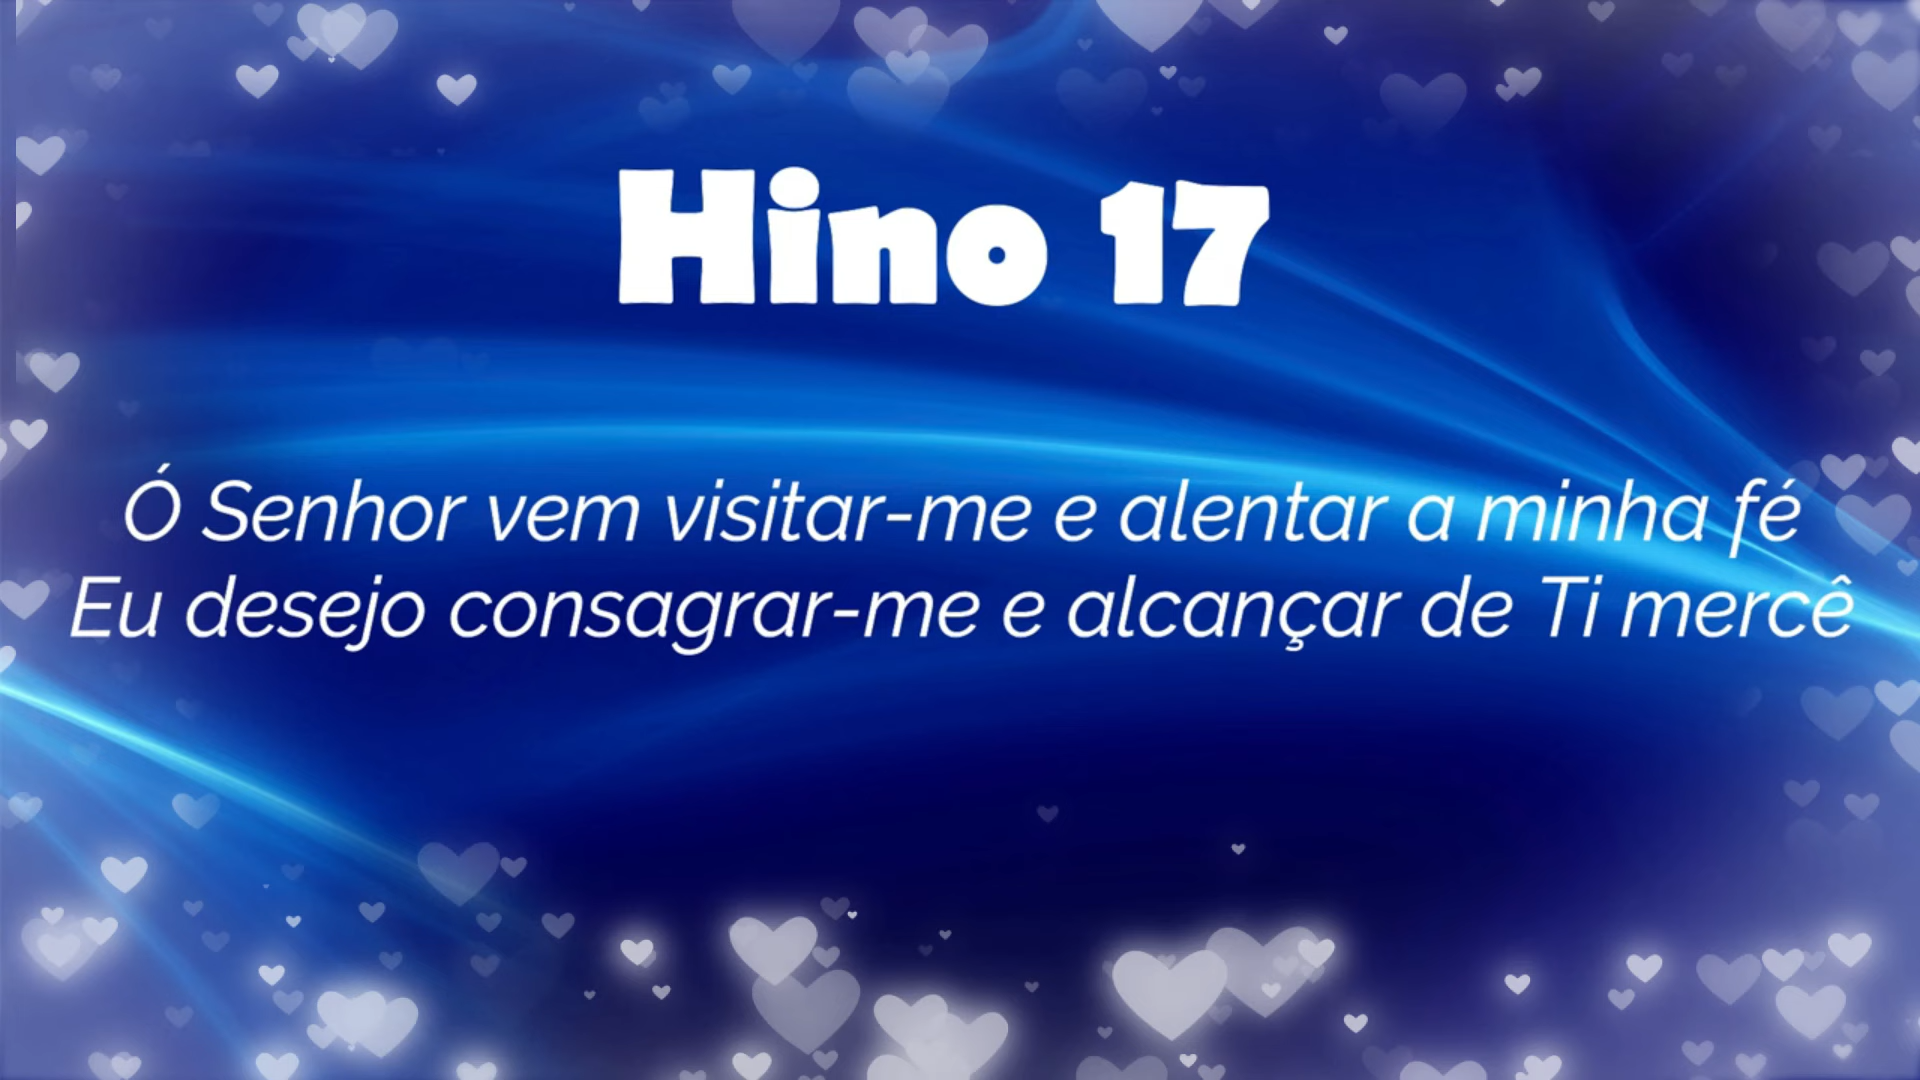 Hino 17
Ó Senhor vem visitar-me e alentar a minha fé
Eu desejo consagrar-me e alcançar de Ti mercê